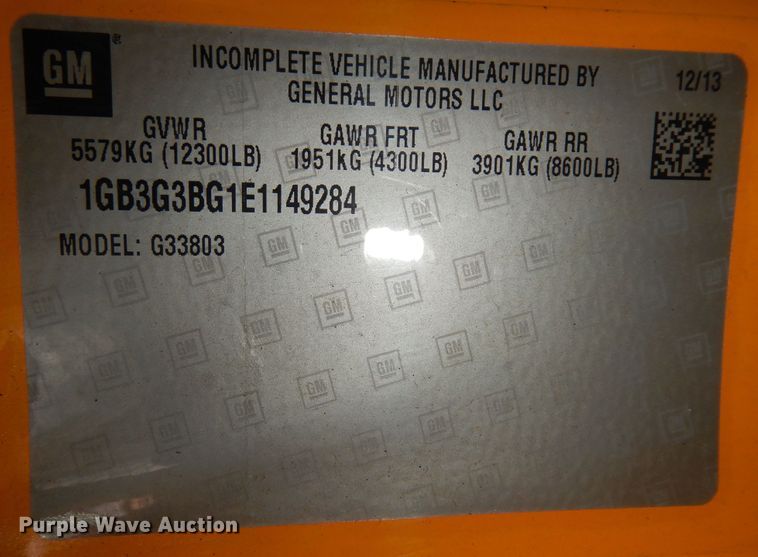 GM
INCOMPLETE VEHICLE MANUFACTURED BY
GENERAL MOTORS LLC
12/13
GVWR
5579KG (12300LB)
GAWR FRT
1951KG (4300LB)
GAWR RR
3901KG (8600LB)
1GB3G3BG1E1149284
MODEL: G33803
Purple Wave Auction